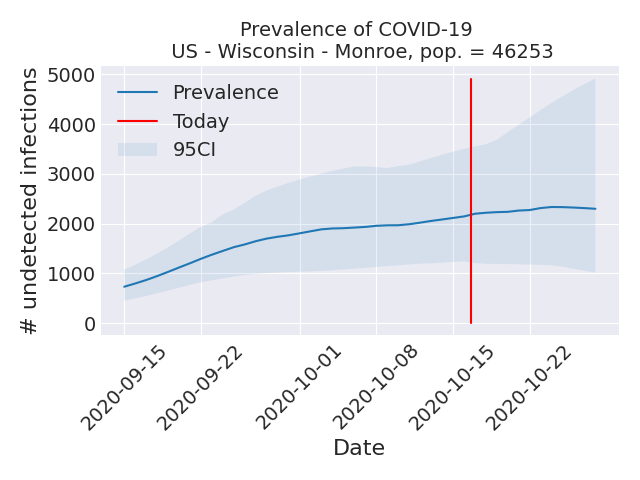 Prevalence of COVID-19
US - Wisconsin - Monroe, pop. = 46253
# undetected infections
5000
4000
3000
2000
1000
0
Prevalence
Today
95CI
2020-09-15
2020-09-22
2020-10-01
2020-10-08
2020-10-15
2020-10-22
Date